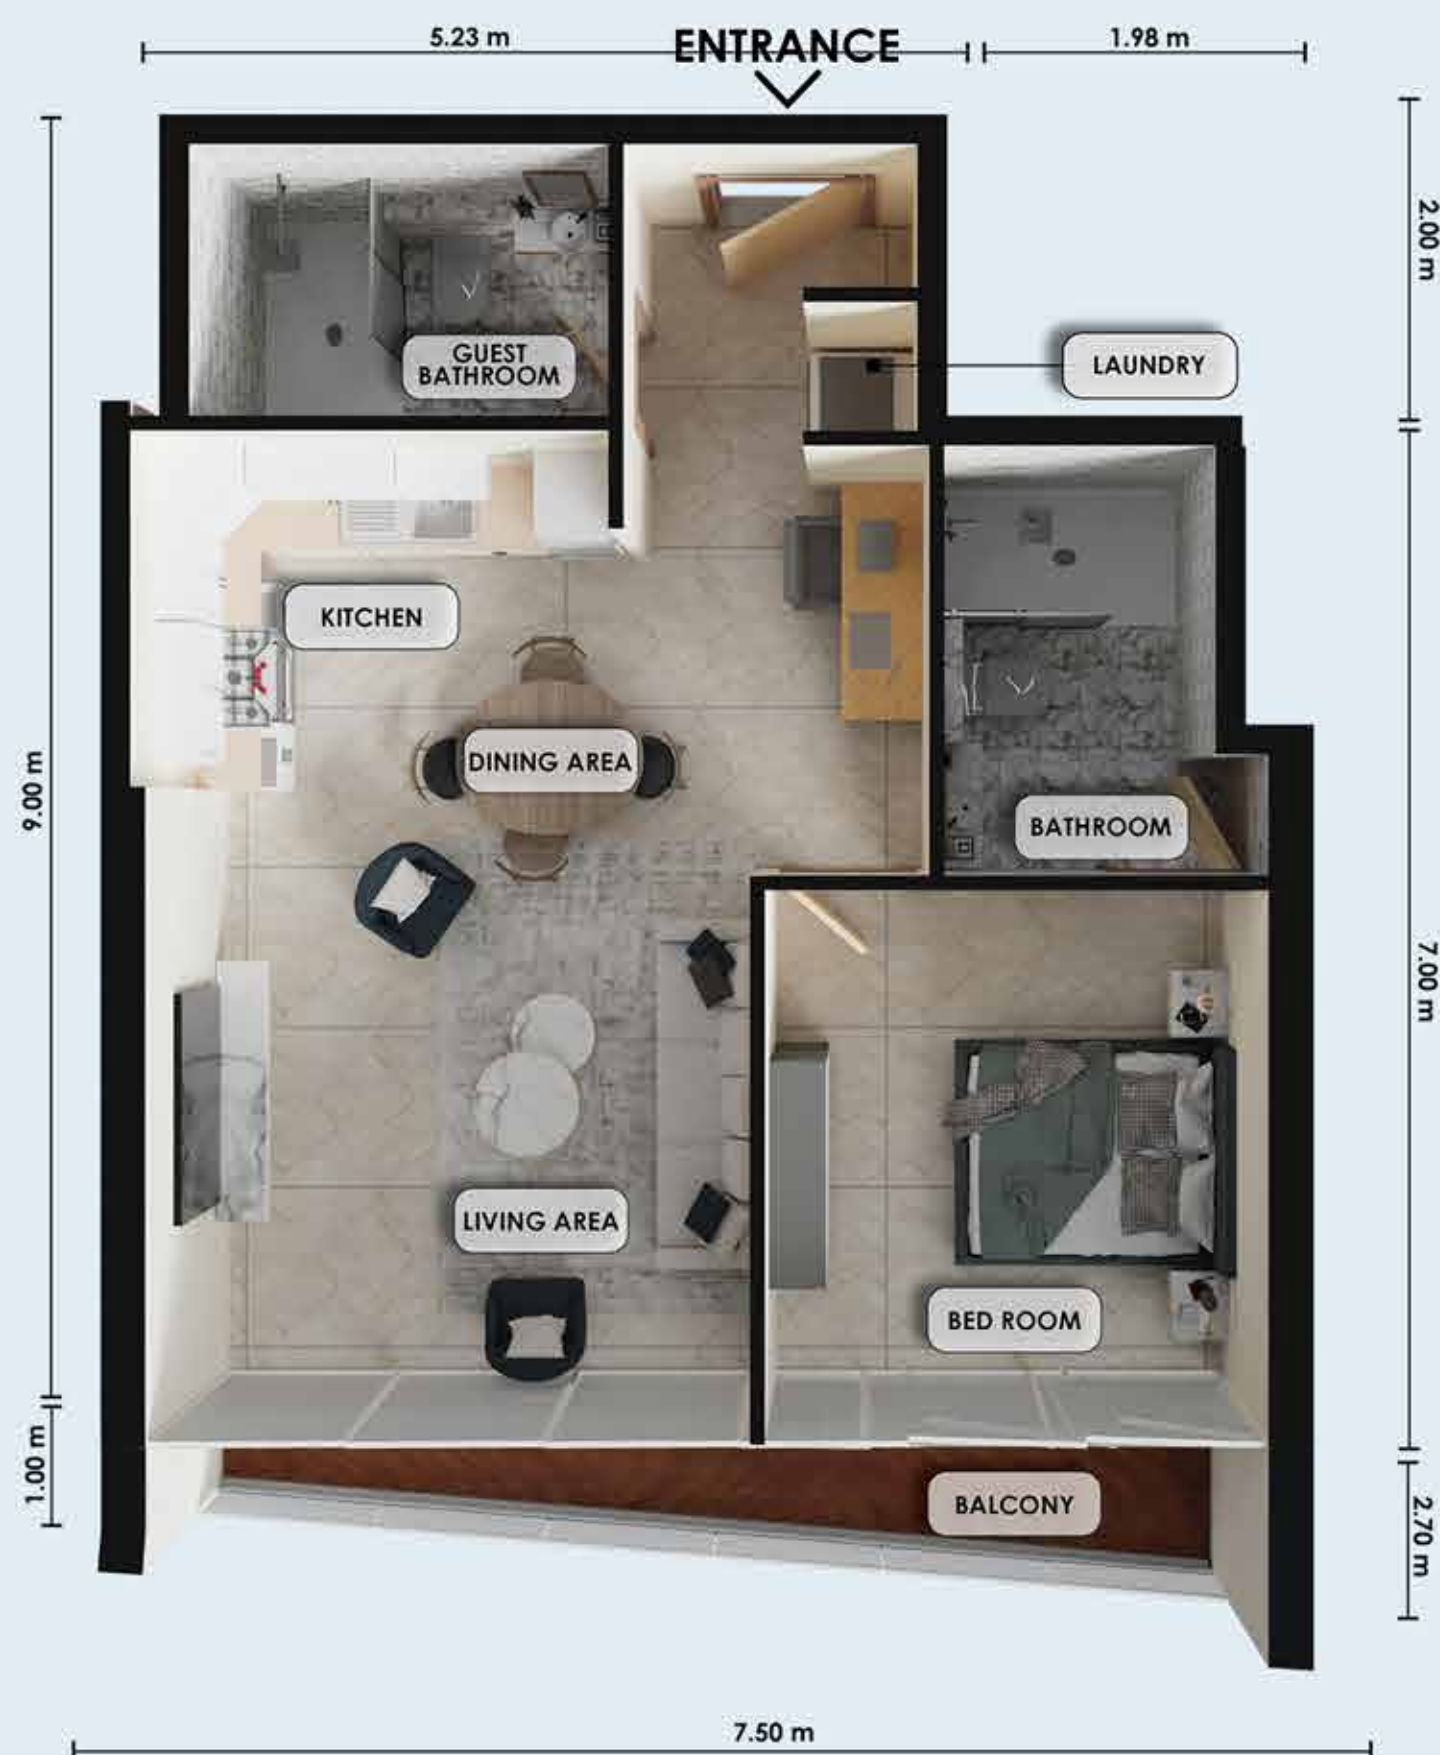 5.23 m
ENTRANCE
1.98 m
2.00 m
GUEST
BATHROOM
LAUNDRY
KITCHEN
DINING AREA
9.00 m
BATHROOM
7.00 m
LIVING AREA
BED ROOM
1.00 m
BALCONY
2.70 m
7.50 m